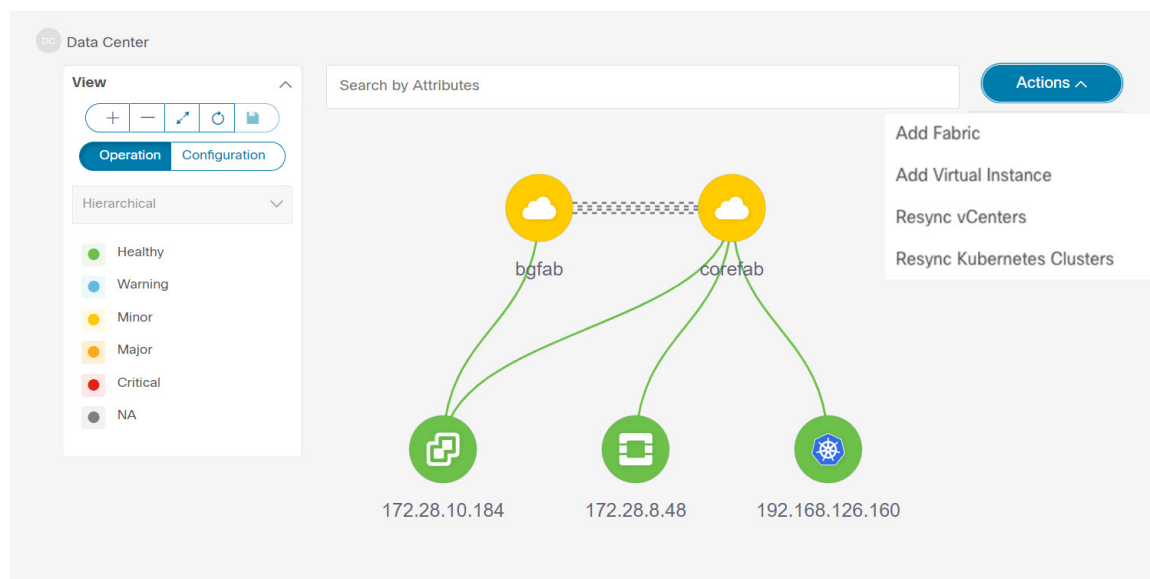 DC Data Center
View
Search by Attributes
Actions
Operation Configuration
Hierarchical
Healthy
Warning
Minor
Major
Critical
NA
Add Fabric
Add Virtual Instance
Resync vCenters
Resync Kubernetes Clusters
bgfab
corefab
172.28.10.184
172.28.8.48
192.168.126.160